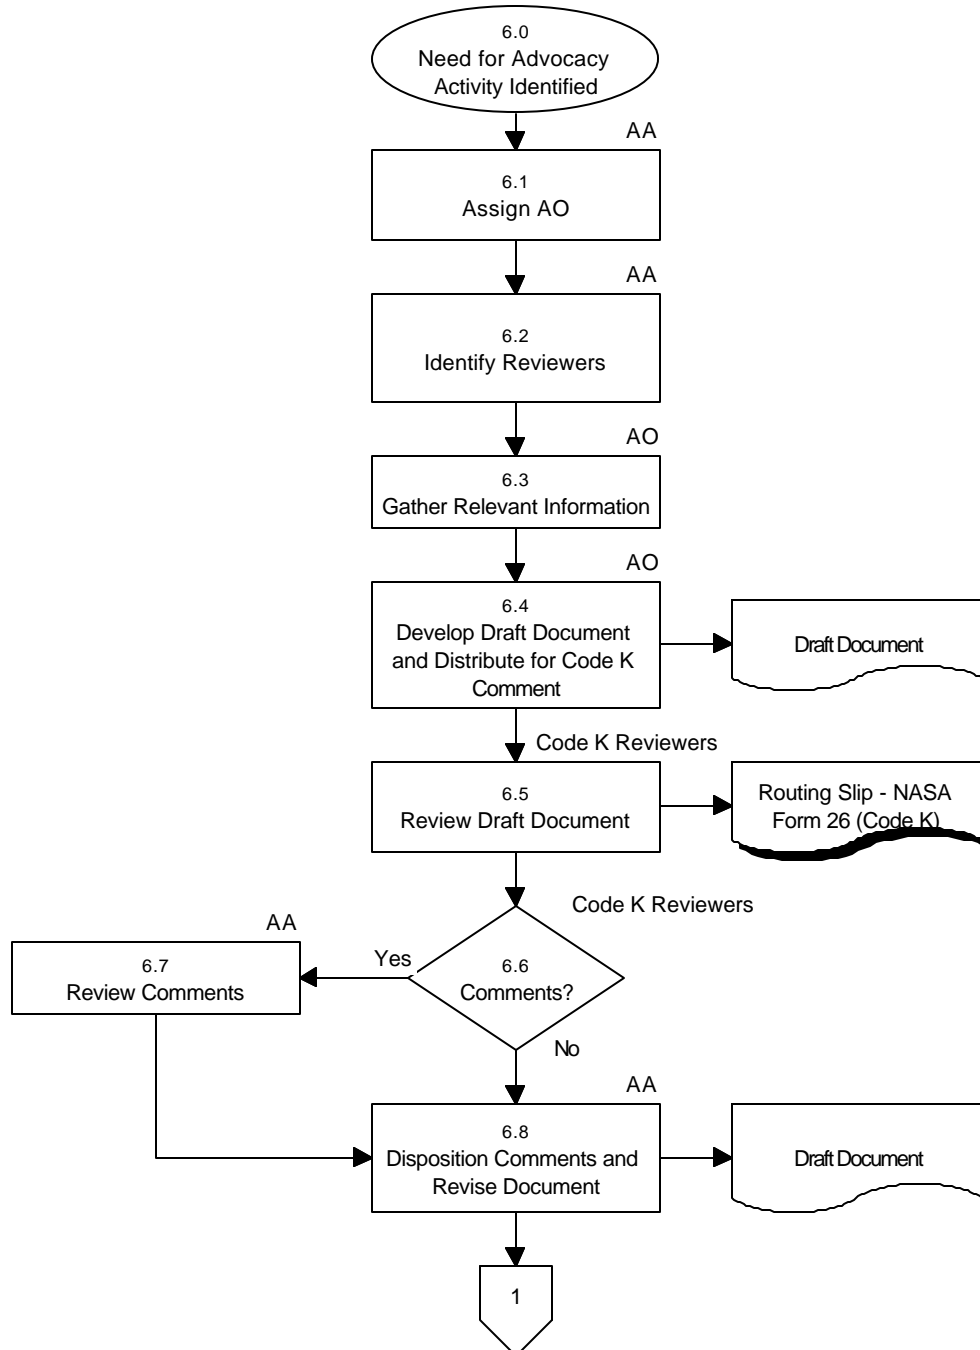 6.0
Need for Advocacy
Activity Identified
AA
6.1
Assign AO
AA
6.2
Identify Reviewers
AO
6.3
Gather Relevant Information
AO
6.4
Develop Draft Document
and Distribute for Code K
Comment
Draft Document
Code K Reviewers
6.5
Review Draft Document
Routing Slip - NASA
Form 26 (Code K)
Code K Reviewers
6.6
Comments?
Yes
AA
6.7
Review Comments
No
AA
6.8
Disposition Comments and
Revise Document
Draft Document
1